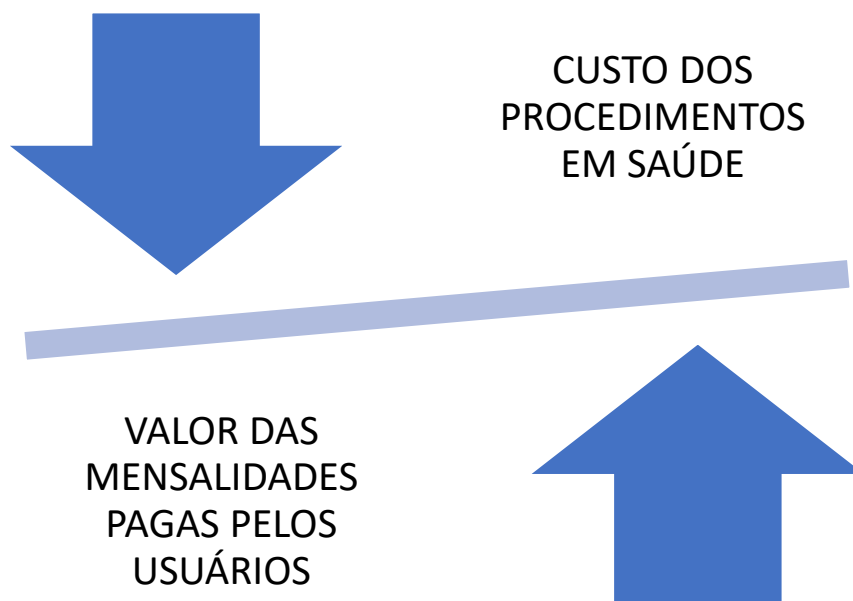 CUSTO DOS
PROCEDIMENTOS
EM SAÚDE
VALOR DAS
MENSALIDADES
PAGAS PELOS
USUÁRIOS